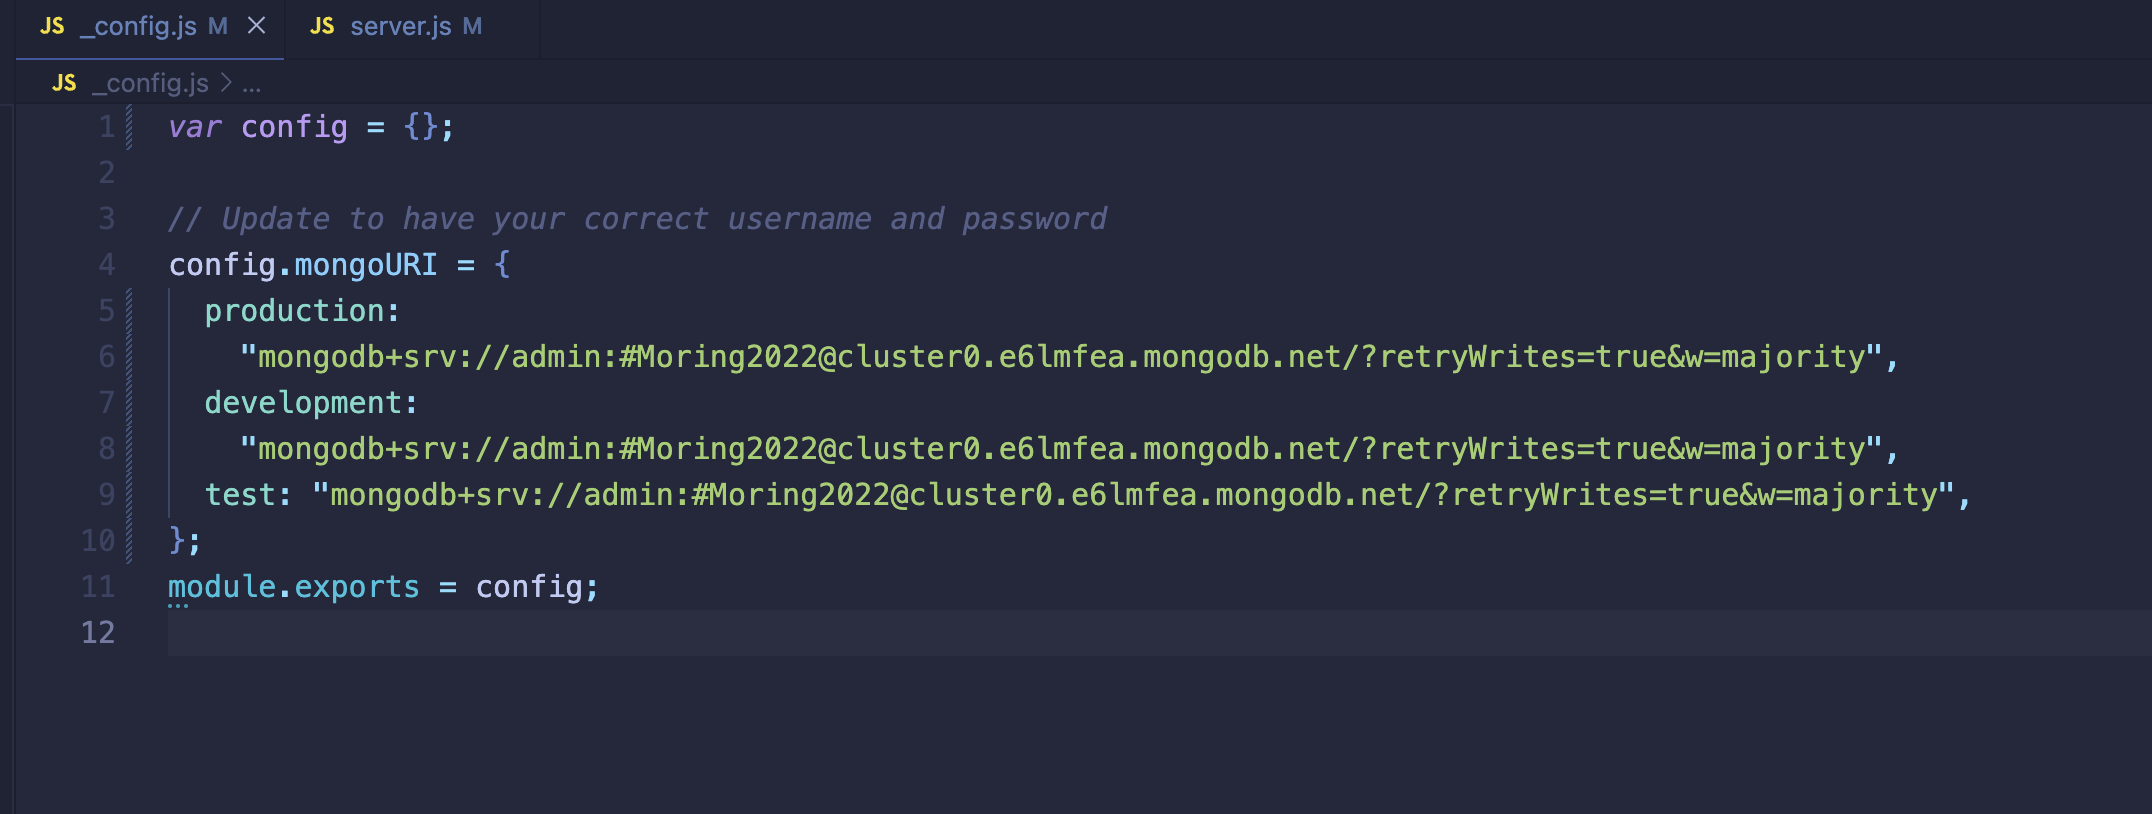 JS _config.js M × JS server.js M
JS _config.js > ...
1 var config = {};
2
3 // Update to have your correct username and password
4 config.mongoURI = {
5 production:
6 "mongodb+srv://admin:#Moring2022@cluster0.e6lmfea.mongodb.net/?retryWrites=true&w=majority",
7 development:
8 "mongodb+srv://admin:#Moring2022@cluster0.e6lmfea.mongodb.net/?retryWrites=true&w=majority",
9 test: "mongodb+srv://admin:#Moring2022@cluster0.e6lmfea.mongodb.net/?retryWrites=true&w=majority",
10 };
11 module.exports = config;
12